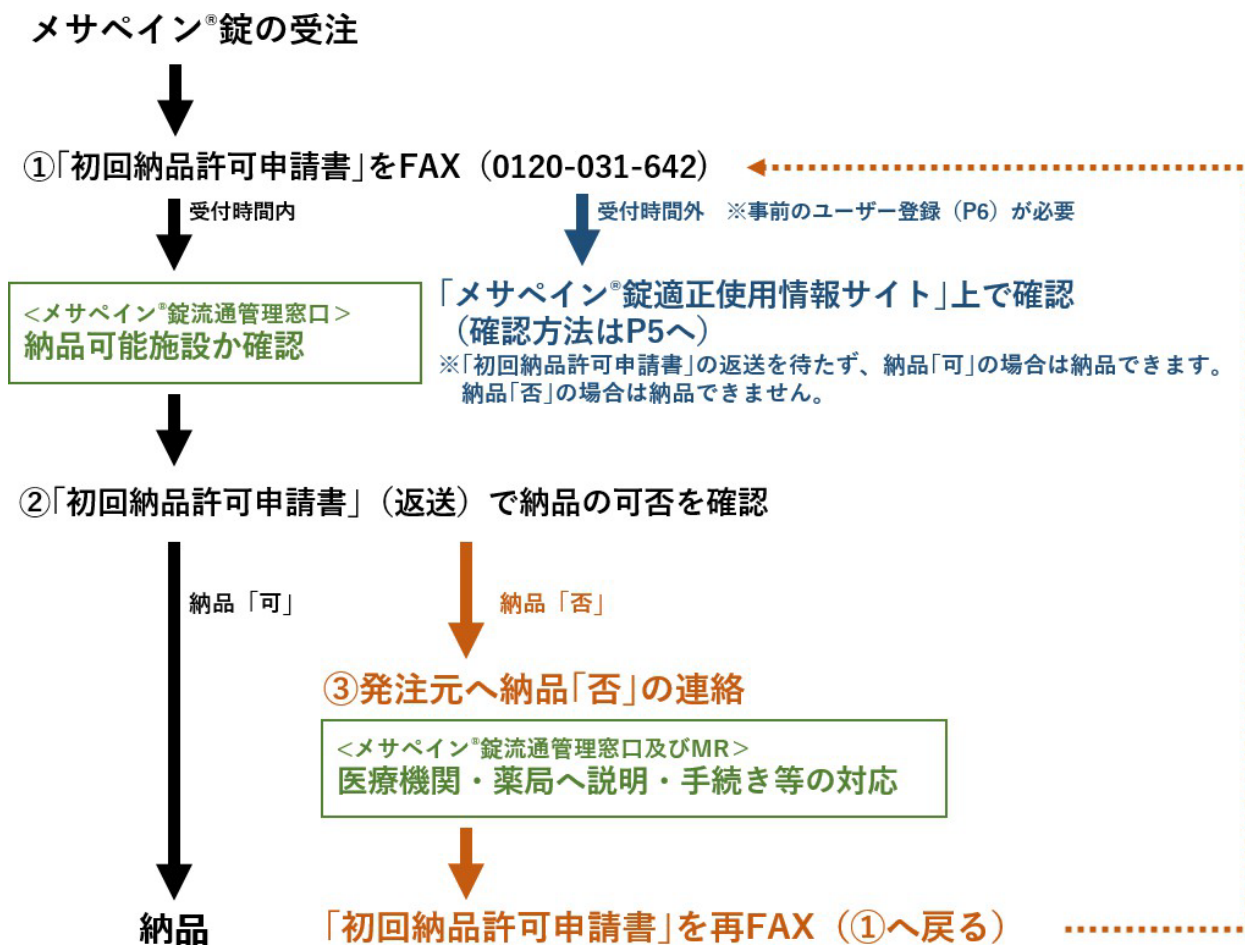 メサペイン®錠の受注
①「初回納品許可申請書」をFAX（0120-031-642）
受付時間内
受付時間外　※事前のユーザー登録（P6）が必要
<メサペイン®錠流通管理窓口>
納品可能施設か確認
「メサペイン®錠適正使用情報サイト」上で確認
（確認方法はP5へ）
※「初回納品許可申請書」の返送を待たず、納品「可」の場合は納品できます。
納品「否」の場合は納品できません。
②「初回納品許可申請書」（返送）で納品の可否を確認
納品「可」
納品「否」
③発注元へ納品「否」の連絡
<メサペイン®錠流通管理窓口及びMR>
医療機関・薬局へ説明・手続き等の対応
納品
「初回納品許可申請書」を再FAX（①へ戻る）